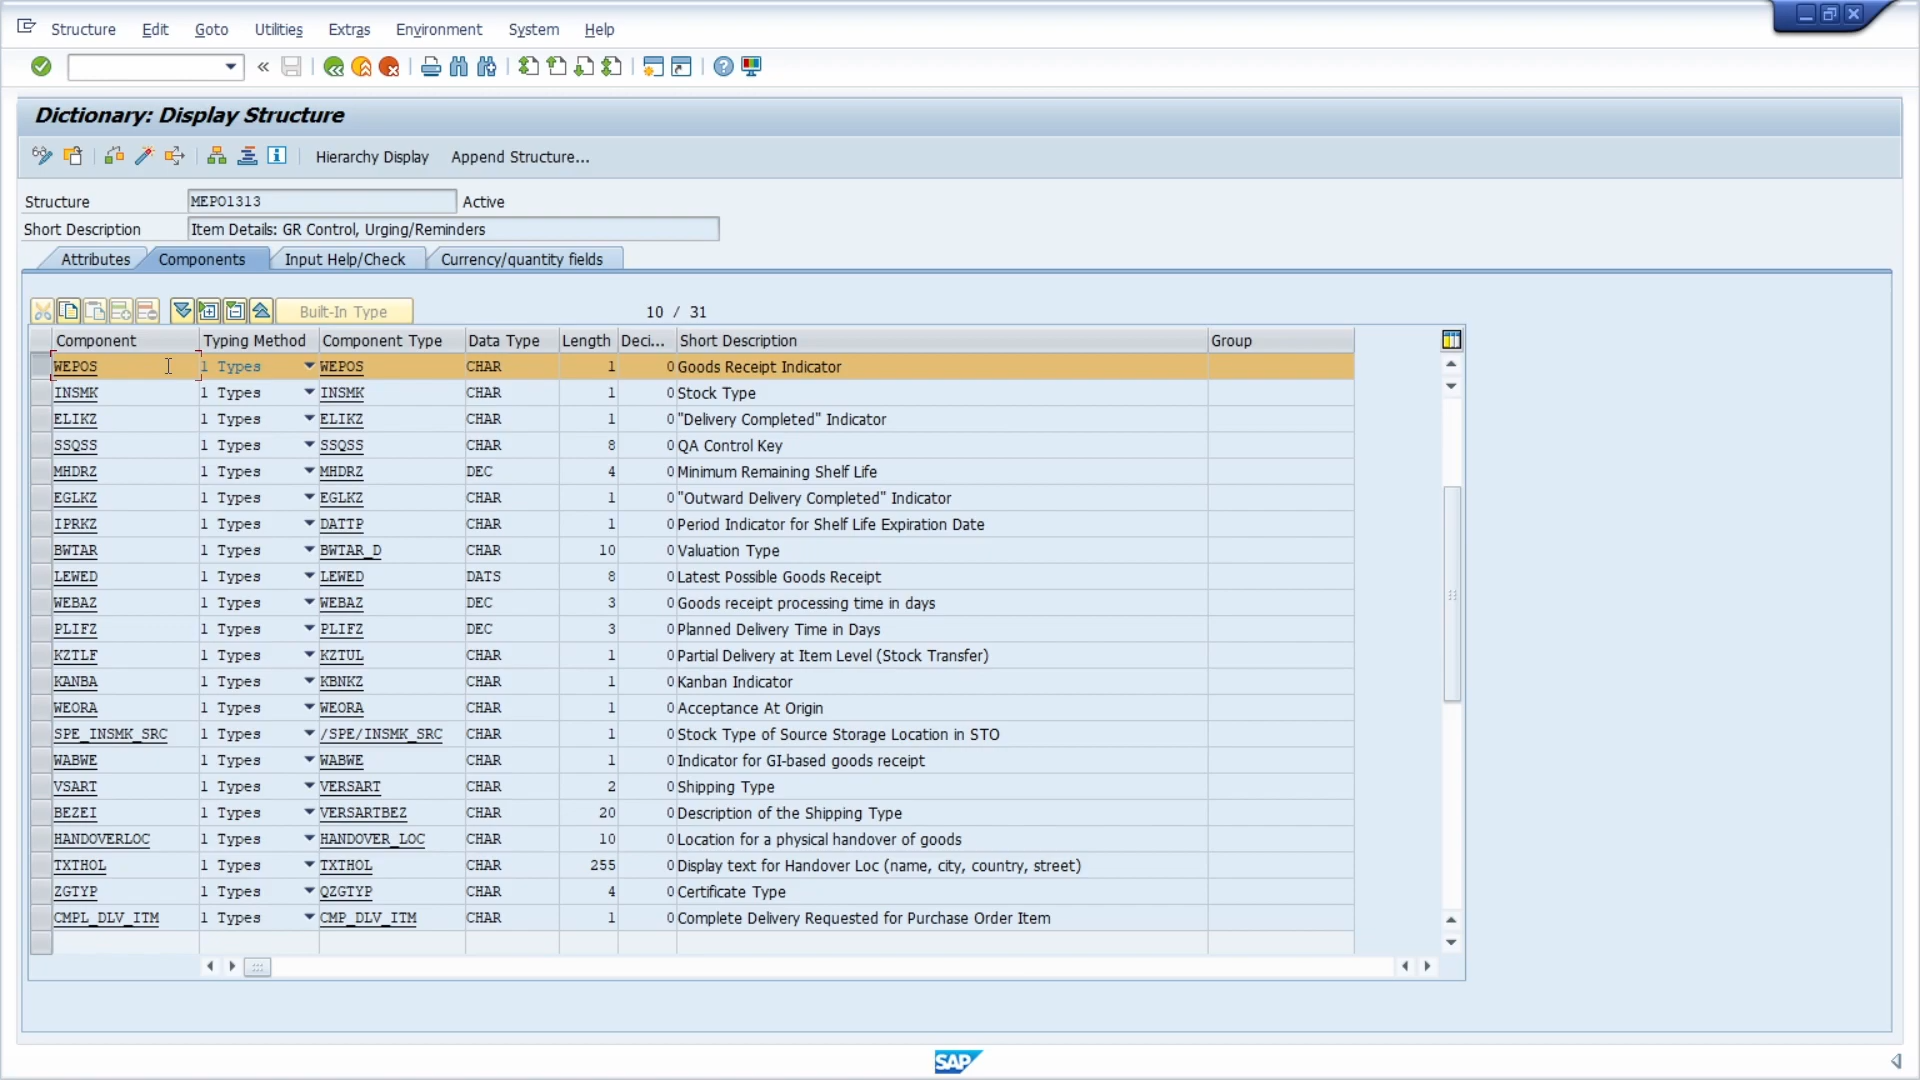 Structure Edit Goto Utilities Extras Environment System Help
Dictionary: Display Structure
Hierarchy Display Append Structure...
Structure MEPO1313 Active
Short Description Item Details: GR Control, Urging/Reminders
Attributes Components Input Help/Check Currency/quantity fields
Built-In Type 10 / 31
Component Typing Method Component Type Data Type Length Deci... Short Description Group
WEPOS 1 Types WEPOS CHAR 1 0 Goods Receipt Indicator
INSMK 1 Types INSMK CHAR 1 0 Stock Type
ELIKZ 1 Types ELIKZ CHAR 1 0 "Delivery Completed" Indicator
SSQSS 1 Types SSQSS CHAR 8 0 QA Control Key
MHDRZ 1 Types MHDRZ DEC 4 0 Minimum Remaining Shelf Life
EGLKZ 1 Types EGLKZ CHAR 1 0 "Outward Delivery Completed" Indicator
IPRKZ 1 Types DATTP CHAR 1 0 Period Indicator for Shelf Life Expiration Date
BWTAR 1 Types BWTAR_D CHAR 10 0 Valuation Type
LEWED 1 Types LEWED DATS 8 0 Latest Possible Goods Receipt
WEBAZ 1 Types WEBAZ DEC 3 0 Goods receipt processing time in days
PLIFZ 1 Types PLIFZ DEC 3 0 Planned Delivery Time in Days
KZTLF 1 Types KZTUL CHAR 1 0 Partial Delivery at Item Level (Stock Transfer)
KANBA 1 Types KBNKZ CHAR 1 0 Kanban Indicator
WEORA 1 Types WEORA CHAR 1 0 Acceptance At Origin
SPE_INSMK_SRC 1 Types /SPE/INSMK_SRC CHAR 1 0 Stock Type of Source Storage Location in STO
WABWE 1 Types WABWE CHAR 1 0 Indicator for GI-based goods receipt
VSART 1 Types VERSART CHAR 2 0 Shipping Type
BEZEI 1 Types VERSARTBEZ CHAR 20 0 Description of the Shipping Type
HANDOVERLOC 1 Types HANDOVER_LOC CHAR 10 0 Location for a physical handover of goods
TXTHOL 1 Types TXTHOL CHAR 255 0 Display text for Handover Loc (name, city, country, street)
ZGTYP 1 Types QZGTYP CHAR 4 0 Certificate Type
CMPL_DLV_ITM 1 Types CMP_DLV_ITM CHAR 1 0 Complete Delivery Requested for Purchase Order Item
SAP